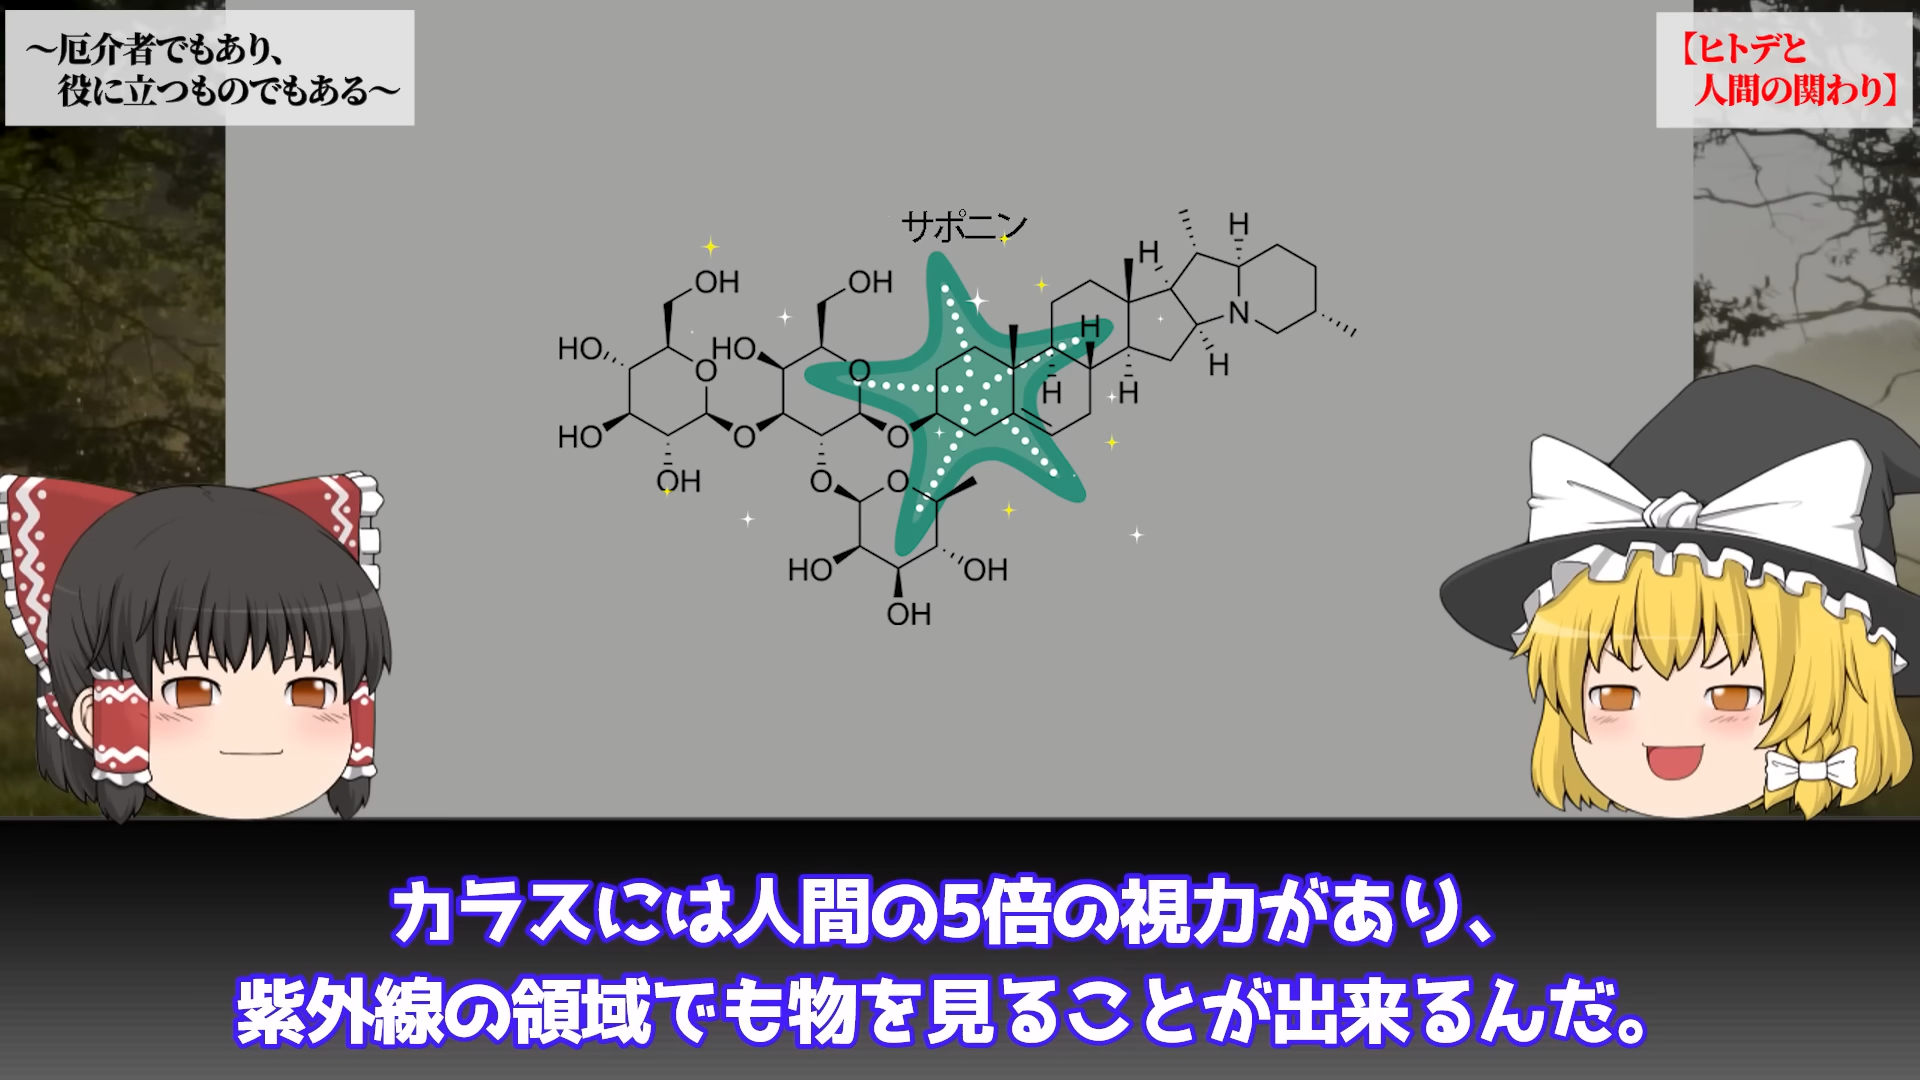 ～厄介者でもあり、
役に立つものでもある～
【ヒトデと
人間の関わり】
サポニン
OH
OH
H
H
HO
HO
O
O
H
N
H
H
H
HO
O
O
OH
O
O
HO
OH
OH
カラスには人間の5倍の視力があり、
紫外線の領域でも物を見ることが出来るんだ。